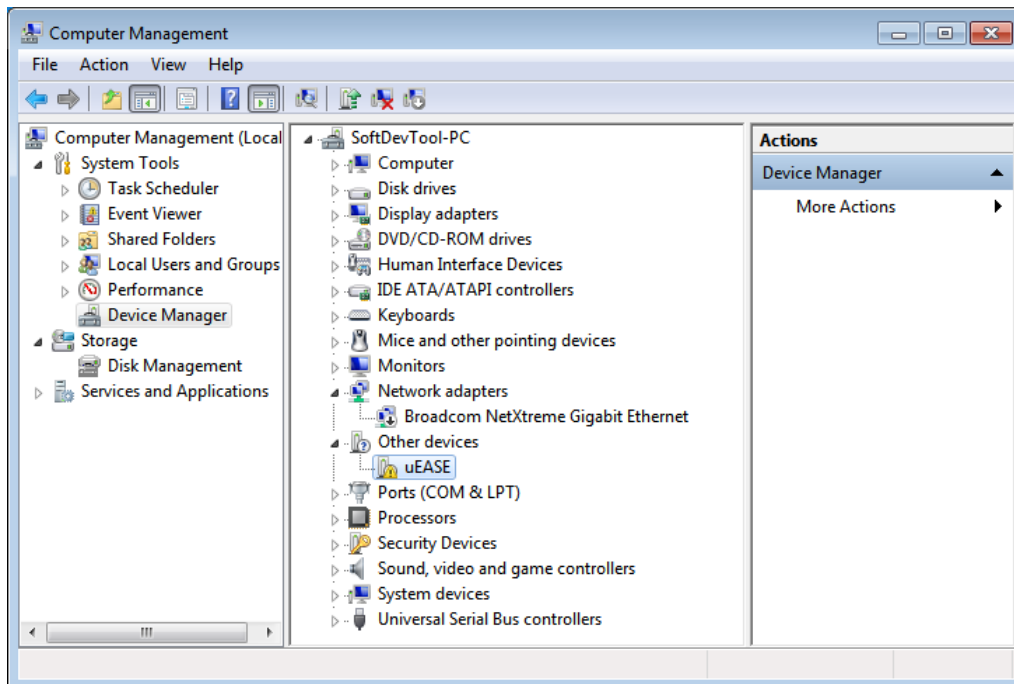 Computer Management
File Action View Help
Computer Management (Local
System Tools
Task Scheduler
Event Viewer
Shared Folders
Local Users and Groups
Performance
Device Manager
Storage
Disk Management
Services and Applications
SoftDevTool-PC
Computer
Disk drives
Display adapters
DVD/CD-ROM drives
Human Interface Devices
IDE ATA/ATAPI controllers
Keyboards
Mice and other pointing devices
Monitors
Network adapters
Broadcom NetXtreme Gigabit Ethernet
Other devices
uEASE
Ports (COM & LPT)
Processors
Security Devices
Sound, video and game controllers
System devices
Universal Serial Bus controllers
Actions
Device Manager
More Actions